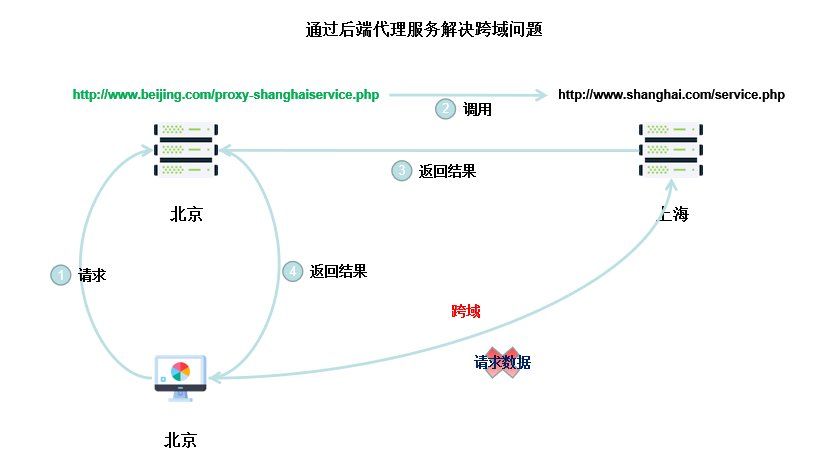 通过后端代理服务解决跨域问题
http://www.beijing.com/proxy-shanghaiservice.php
http://www.shanghai.com/service.php
2 调用
3 返回结果
北京
上海
1 请求
4 返回结果
跨域
请求数据
北京